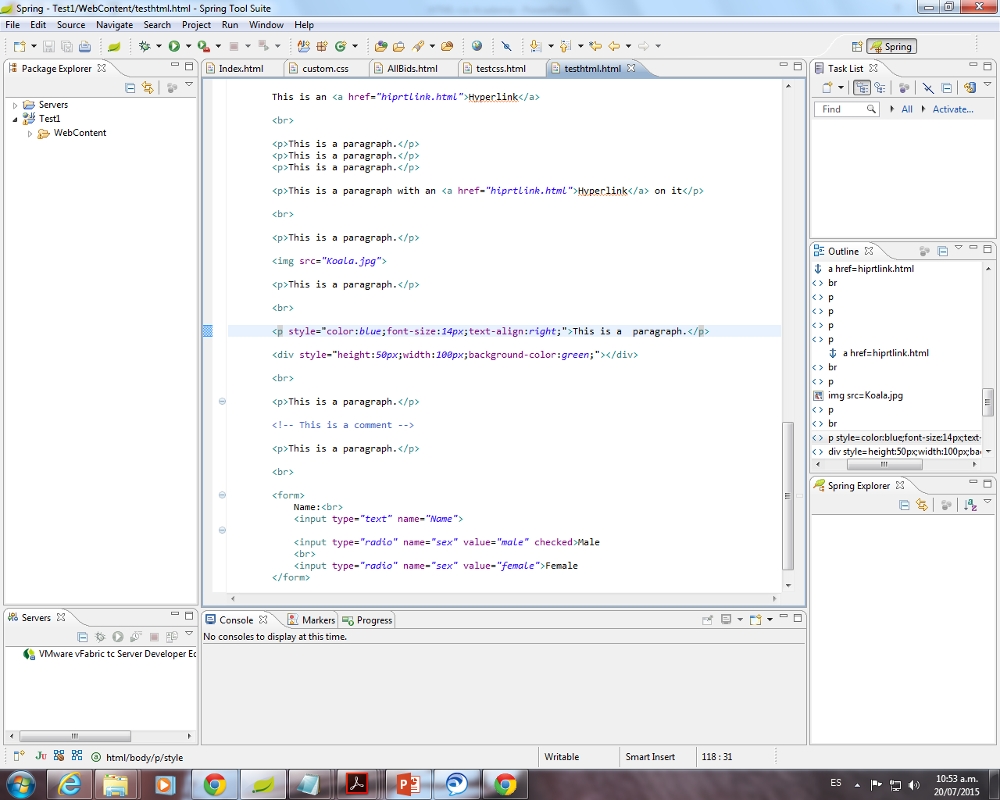 Spring - Test1/WebContent/testhtml.html - Spring Tool Suite
File Edit Source Navigate Search Project Run Window Help
Spring
Package Explorer
Servers
Test1
WebContent
Index.html custom.css AllBids.html testcss.html testhtml.html
This is an <a href="hiprtlink.html">Hyperlink</a>
<br>
<p>This is a paragraph.</p>
<p>This is a paragraph.</p>
<p>This is a paragraph.</p>
<p>This is a paragraph with an <a href="hiprtlink.html">Hyperlink</a> on it</p>
<br>
<p>This is a paragraph.</p>
<img src="Koala.jpg">
<p>This is a paragraph.</p>
<br>
<p style="color:blue;font-size:14px;text-align:right;">This is a  paragraph.</p>
<div style="height:50px;width:100px;background-color:green;"></div>
<br>
<p>This is a paragraph.</p>
<!-- This is a comment -->
<p>This is a paragraph.</p>
<br>
<form>
Name:<br>
<input type="text" name="Name">
<input type="radio" name="sex" value="male" checked>Male
<br>
<input type="radio" name="sex" value="female">Female
</form>
Task List
Find All Activate...
Outline
a href=hiprtlink.html
br
p
p
p
p
a href=hiprtlink.html
br
p
img src=Koala.jpg
p
br
p style=color:blue;font-size:14px;text-
div style=height:50px;width:100px;bac
Spring Explorer
Servers
VMware vFabric tc Server Developer Ed
Console Markers Progress
No consoles to display at this time.
html/body/p/style
Writable Smart Insert 118 : 31
ES
10:53 a.m.
20/07/2015